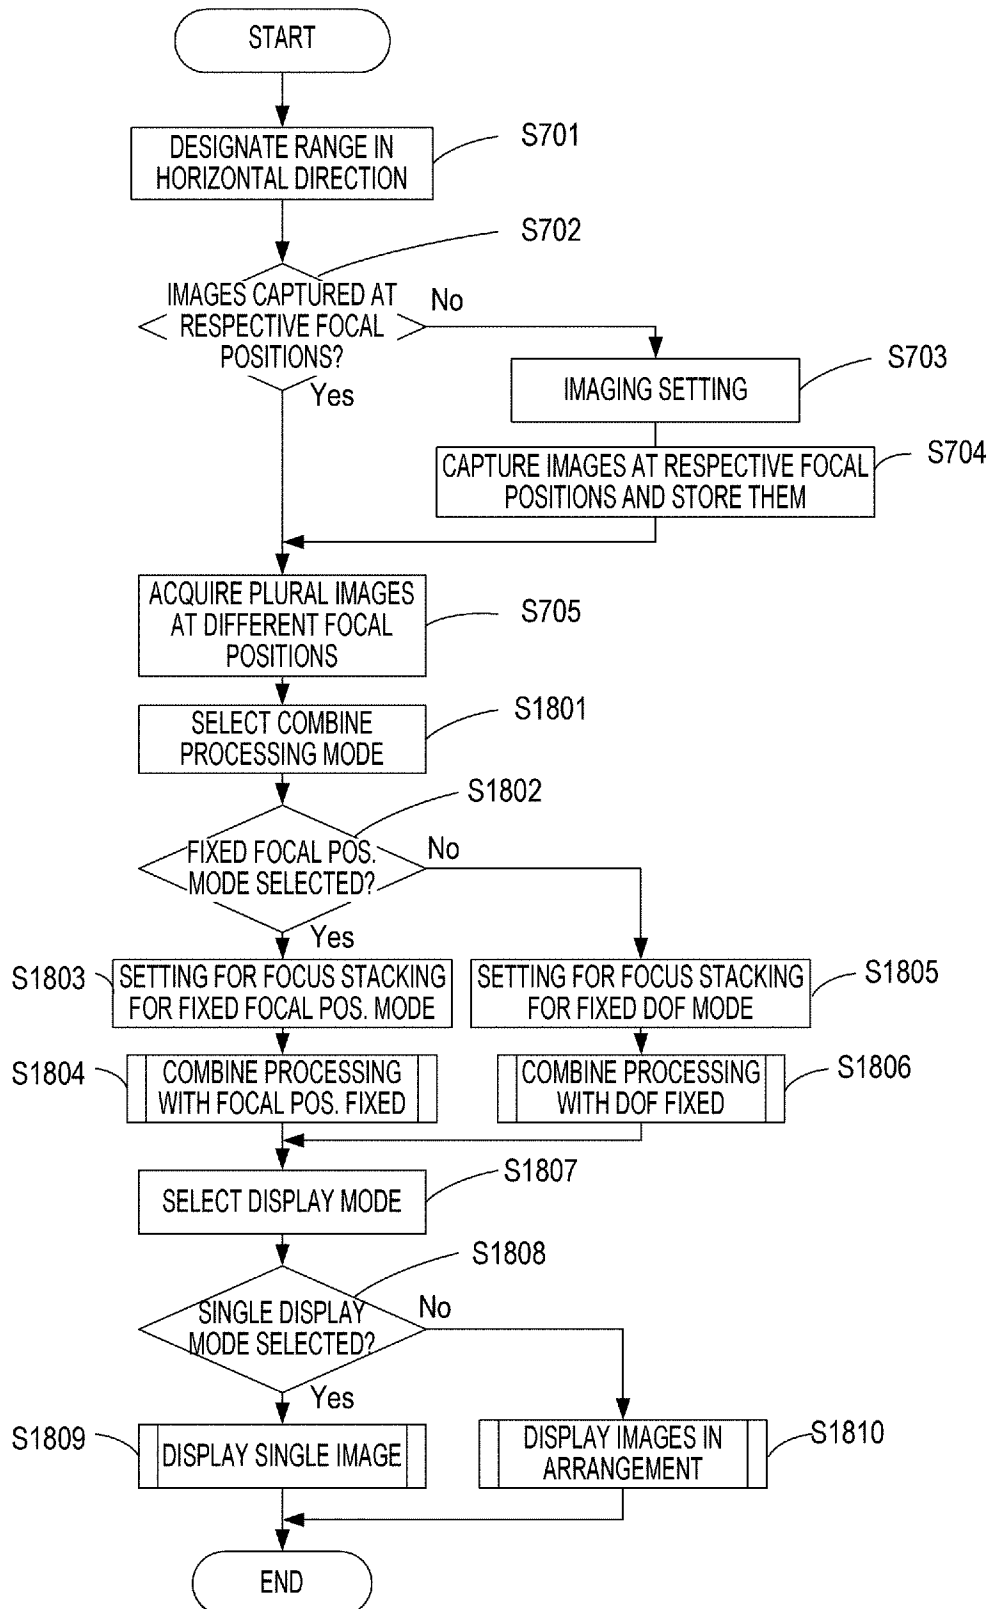 START
DESIGNATE RANGE IN
HORIZONTAL DIRECTION
S701
S702
IMAGES CAPTURED AT
RESPECTIVE FOCAL
POSITIONS?
No
Yes
S703
IMAGING SETTING
S704
CAPTURE IMAGES AT RESPECTIVE FOCAL
POSITIONS AND STORE THEM
ACQUIRE PLURAL IMAGES
AT DIFFERENT FOCAL
POSITIONS
S705
S1801
SELECT COMBINE
PROCESSING MODE
S1802
FIXED FOCAL POS.
MODE SELECTED?
No
Yes
S1803
SETTING FOR FOCUS STACKING
FOR FIXED FOCAL POS. MODE
SETTING FOR FOCUS STACKING
FOR FIXED DOF MODE
S1805
S1804
COMBINE PROCESSING
WITH FOCAL POS. FIXED
COMBINE PROCESSING
WITH DOF FIXED
S1806
S1807
SELECT DISPLAY MODE
S1808
SINGLE DISPLAY
MODE SELECTED?
No
Yes
S1809
DISPLAY SINGLE IMAGE
DISPLAY IMAGES IN
ARRANGEMENT
S1810
END